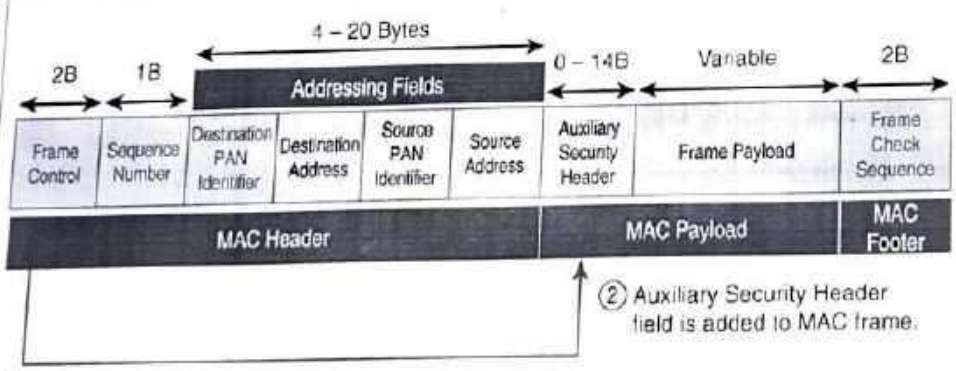 4 – 20 Bytes
2B 1B 0 – 14B Variable 2B
Addressing Fields
Frame Control
Sequence Number
Destination PAN Identifier
Destination Address
Source PAN Identifier
Source Address
Auxiliary Security Header
Frame Payload
Frame Check Sequence
MAC Header
MAC Payload
MAC Footer
② Auxiliary Security Header
field is added to MAC frame.